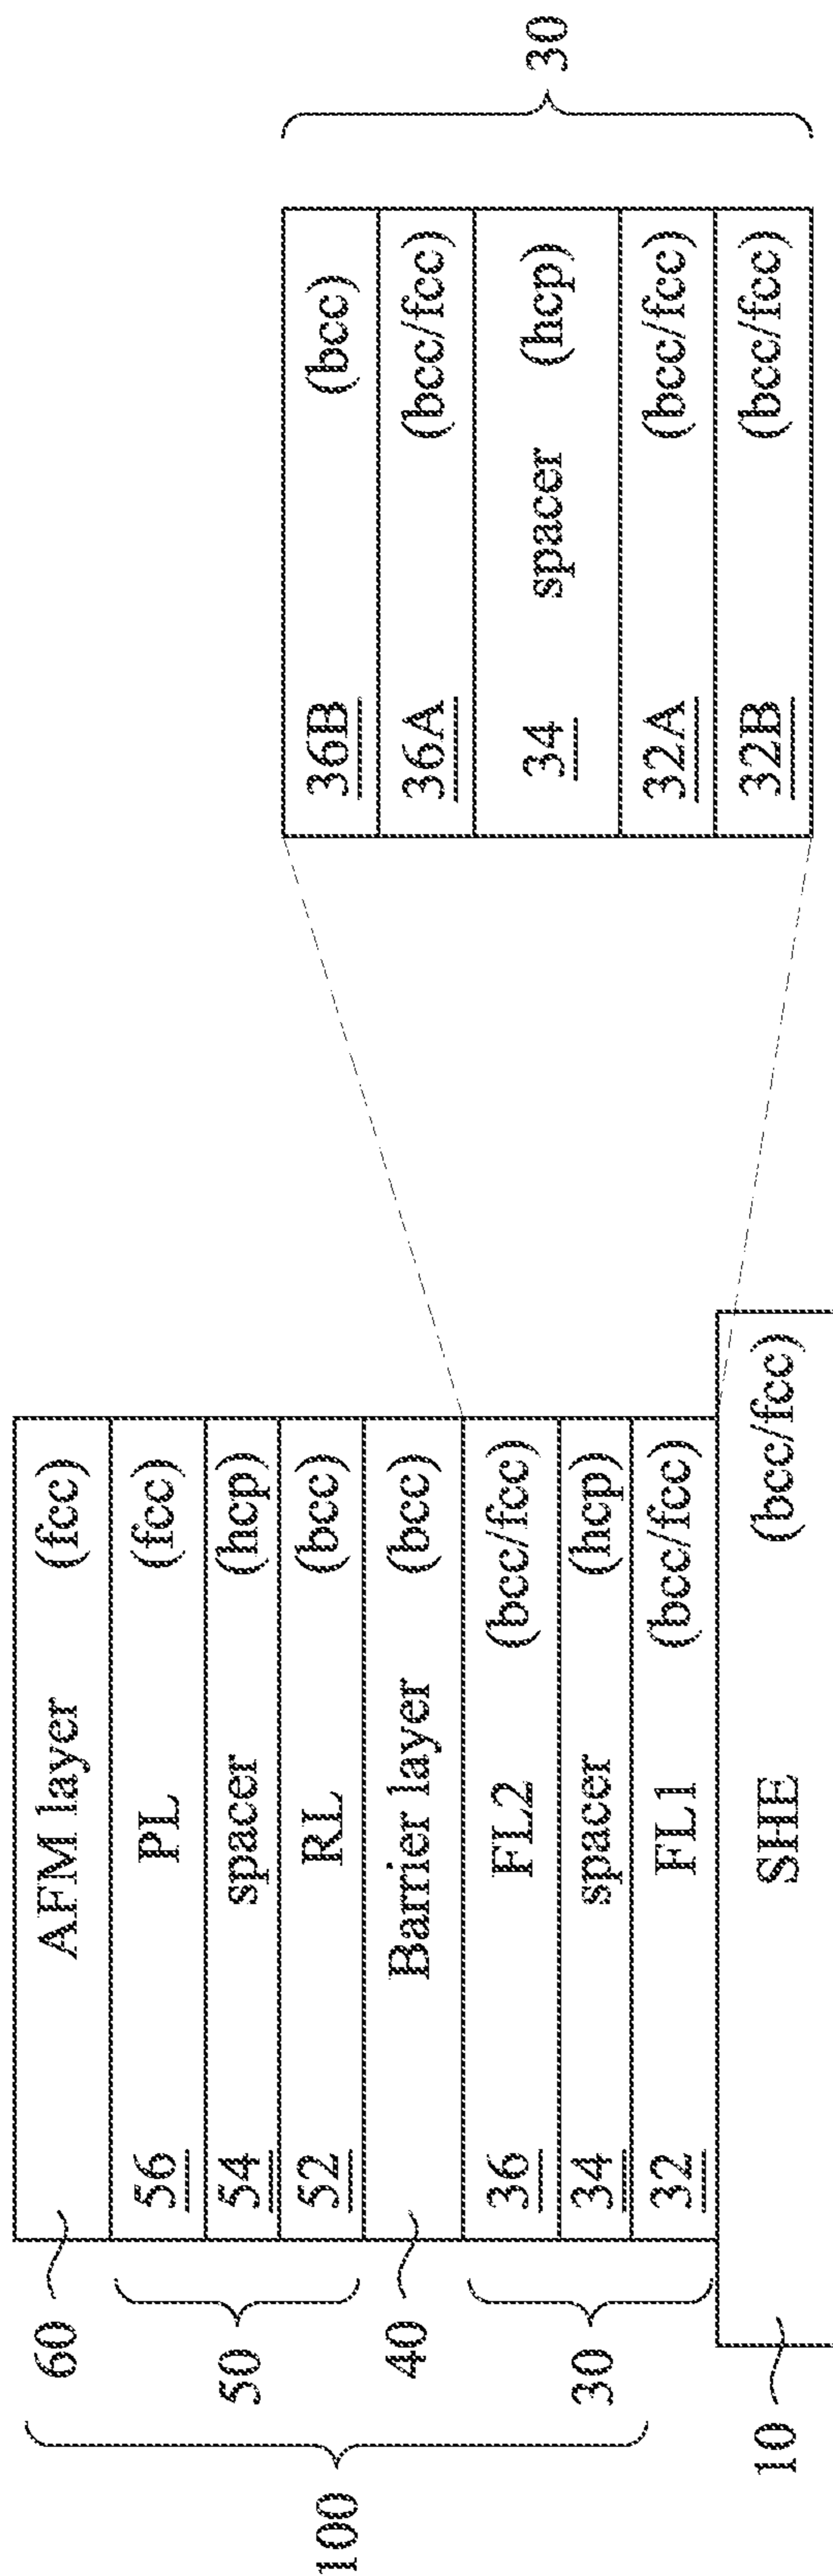 60 AFM layer (fcc)
56 PL (fcc)
54 spacer (hcp)
52 RL (bcc)
50
40 Barrier layer (bcc)
36 FL2 (bcc/fcc)
34 spacer (hcp)
32 FL1 (bcc/fcc)
30
100
10 SHE (bcc/fcc)
36B (bcc)
36A (bcc/fcc)
34 spacer (hcp)
32A (bcc/fcc)
32B (bcc/fcc)
30